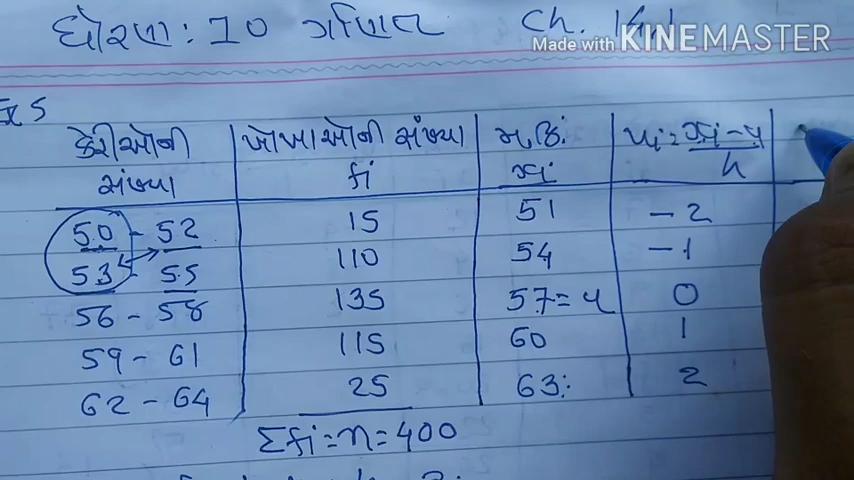 ધોરણ: 10 ગણિત Ch. 14.1
Made with KINEMASTER
Ex 5
કેરીઓની ખોખાઓની સંખ્યા મ.કિં. ui = xi - a
સંખ્યા fi xi h
50 - 52 15 51 -2
53 - 55 110 54 -1
56 - 58 135 57 = a 0
59 - 61 115 60 1
62 - 64 25 63 2
Σfi = n = 400